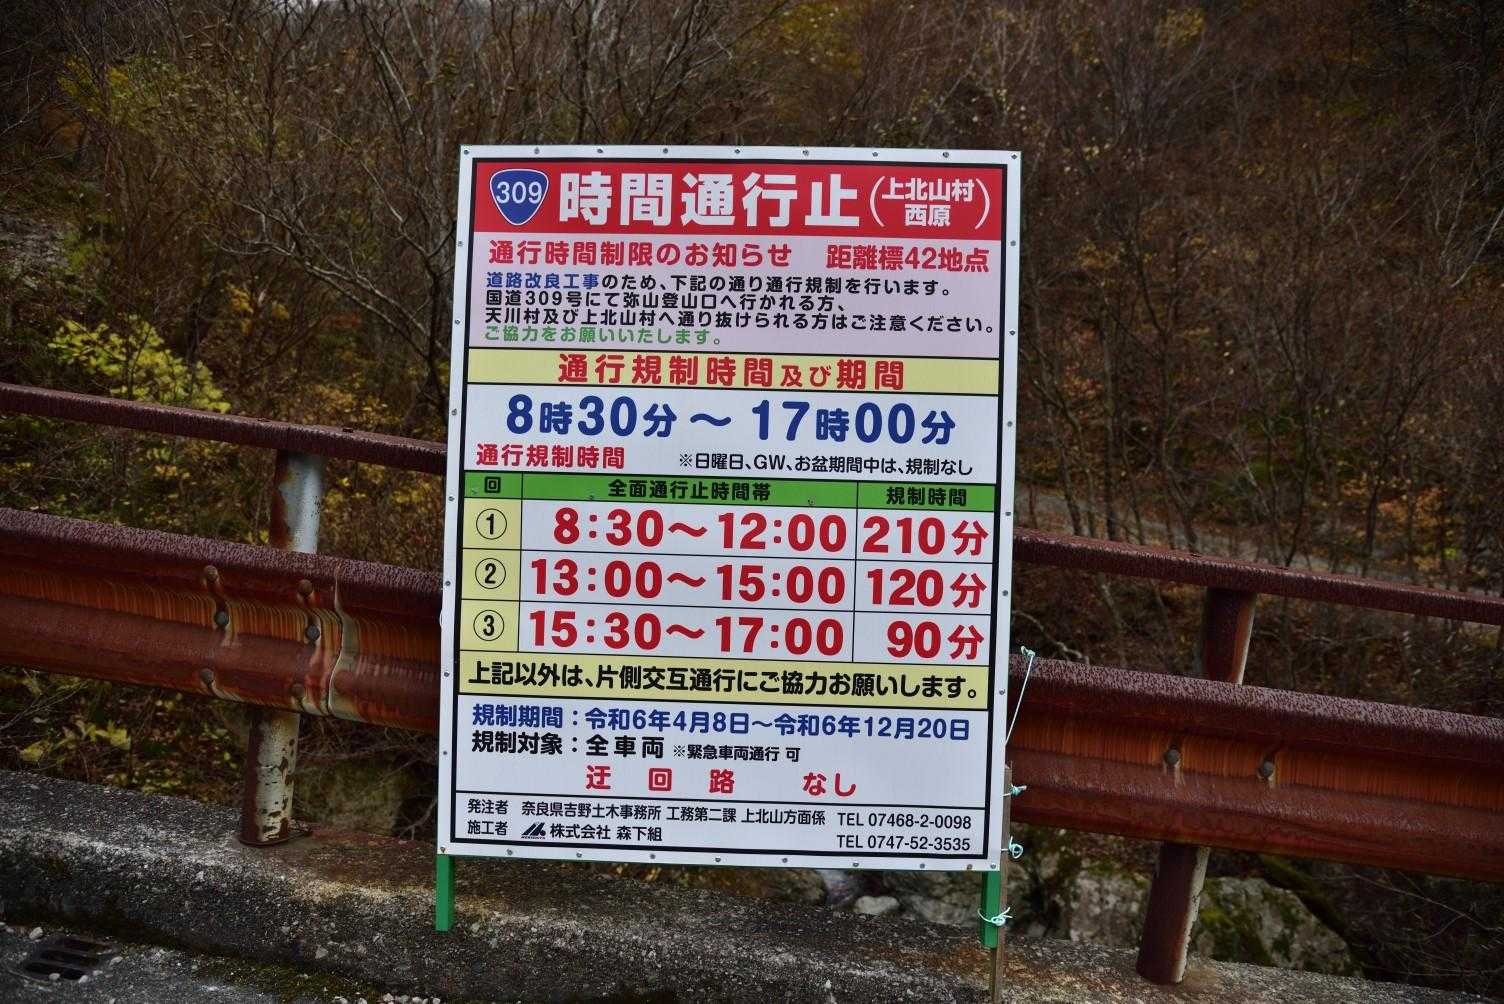 309 時間通行止(上北山村西原)
通行時間制限のお知らせ 距離標42地点
道路改良工事のため、下記の通り通行規制を行います。
国道309号にて弥山登山口へ行かれる方、
天川村及び上北山村へ通り抜けられる方はご注意ください。
ご協力をお願いいたします。
通行規制時間及び期間
8時30分〜17時00分
通行規制時間 ※日曜日、GW、お盆期間中は、規制なし
回 全面通行止時間帯 規制時間
① 8:30〜12:00 210分
② 13:00〜15:00 120分
③ 15:30〜17:00 90分
上記以外は、片側交互通行にご協力お願いします。
規制期間:令和6年4月8日〜令和6年12月20日
規制対象:全車両 ※緊急車両通行 可
迂回路 なし
発注者 奈良県吉野土木事務所 工務第二課 上北山方面係 TEL 07468-2-0098
施工者 株式会社 森下組 TEL 0747-52-3535